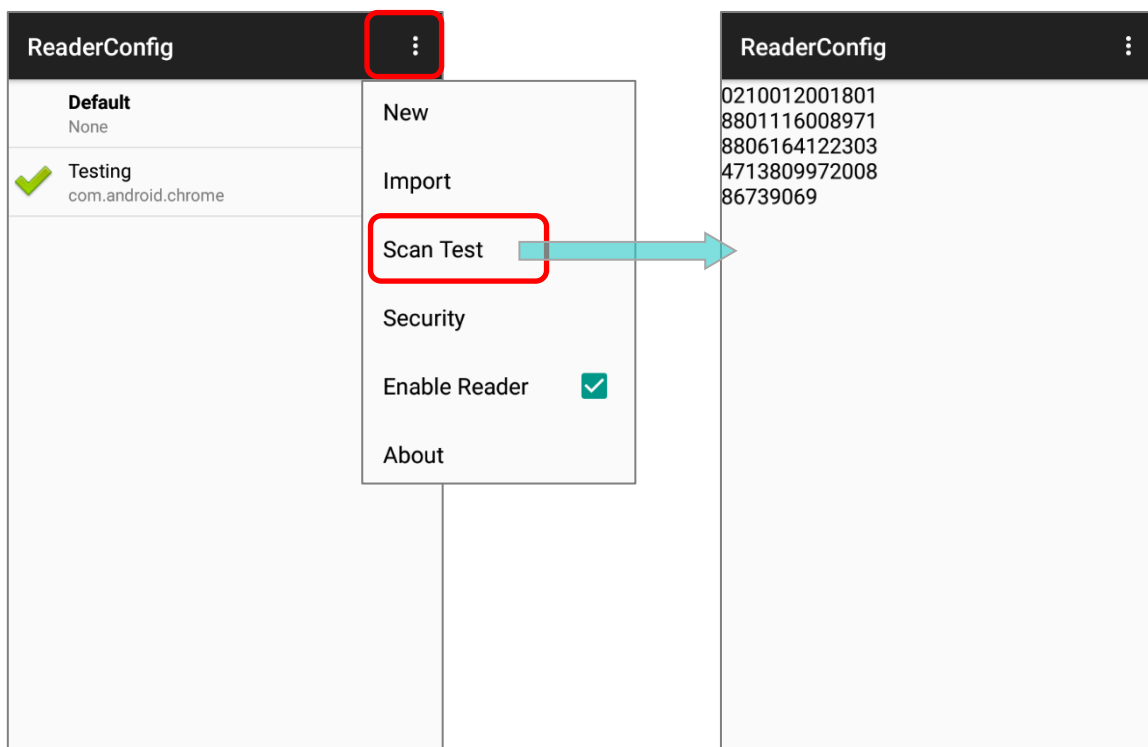 ReaderConfig
Default
None
Testing
com.android.chrome
New
Import
Scan Test
Security
Enable Reader
About
ReaderConfig
0210012001801
8801116008971
8806164122303
4713809972008
86739069